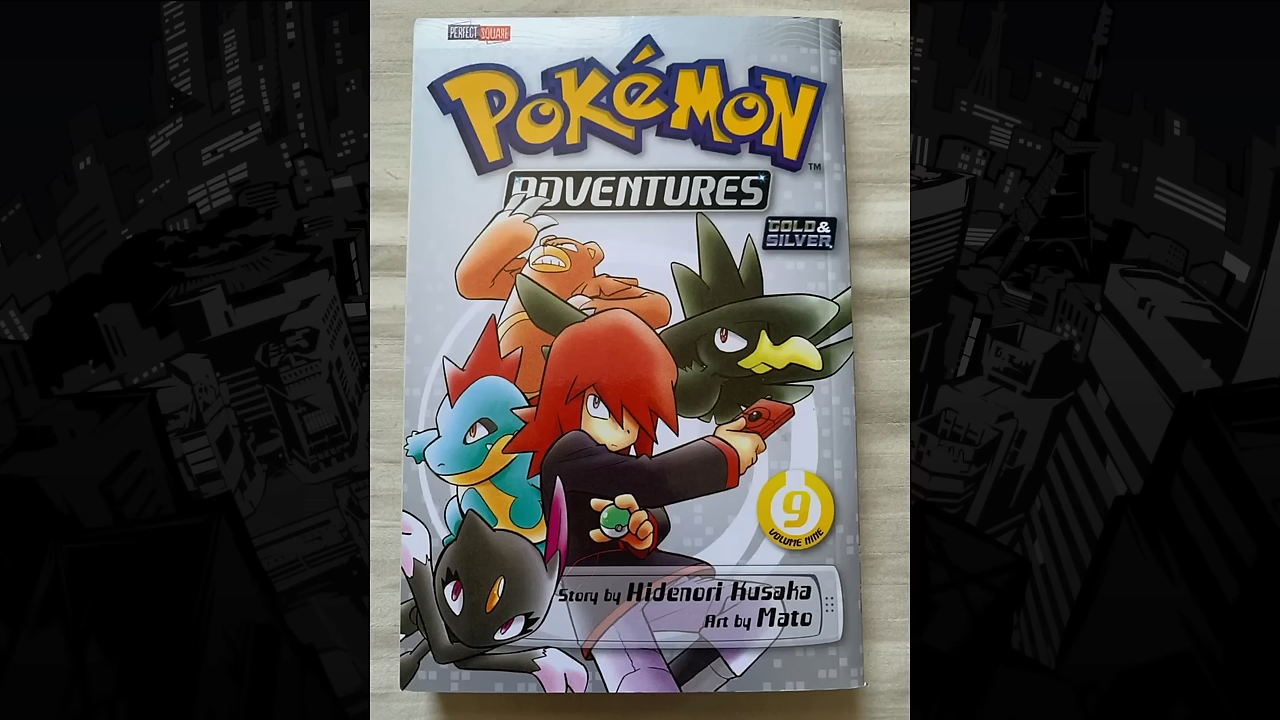 PERFECT SQUARE
POKéMON
TM
ADVENTURES
GOLD &
SILVER
9
VOLUME NINE
Story by Hidenori Kusaka
Art by Mato